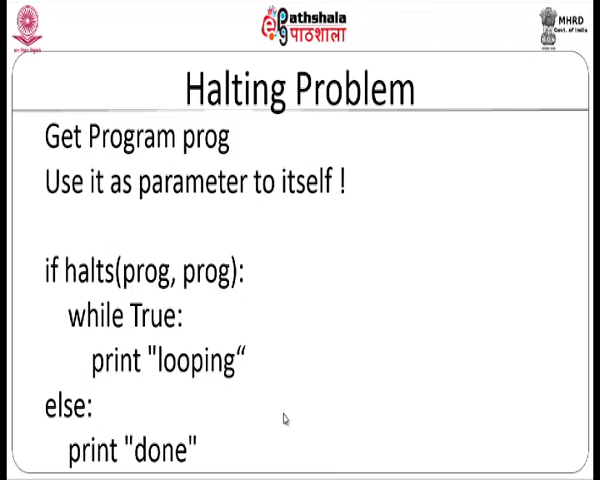 Pathshala
पाठशाला
MHRD
Govt. of India
Halting Problem
Get Program prog
Use it as parameter to itself !
if halts(prog, prog):
while True:
print "looping“
else:
print "done"